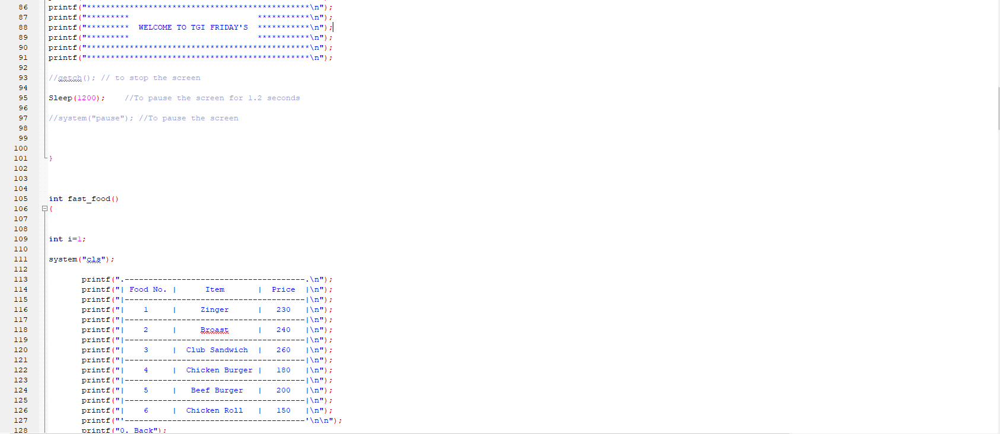 86 printf("***********************************************\n");
87 printf("*********                           ***********\n");
88 printf("*********  WELCOME TO TGI FRIDAY'S  ***********\n");
89 printf("*********                           ***********\n");
90 printf("***********************************************\n");
91 printf("***********************************************\n");
92
93 //getch(); // to stop the screen
94
95 Sleep(1200);    //To pause the screen for 1.2 seconds
96
97 //system("pause"); //To pause the screen
98
99
100
101 }
102
103
104
105 int fast_food()
106 {
107
108
109 int i=1;
110
111 system("cls");
112
113        printf(".--------------------------------------.\n");
114        printf("| Food No. |      Item       |  Price  |\n");
115        printf("|--------------------------------------|\n");
116        printf("|    1     |     Zinger      |   230   |\n");
117        printf("|--------------------------------------|\n");
118        printf("|    2     |     Broast      |   240   |\n");
119        printf("|--------------------------------------|\n");
120        printf("|    3     |  Club Sandwich  |   260   |\n");
121        printf("|--------------------------------------|\n");
122        printf("|    4     |  Chicken Burger |   180   |\n");
123        printf("|--------------------------------------|\n");
124        printf("|    5     |   Beef Burger   |   200   |\n");
125        printf("|--------------------------------------|\n");
126        printf("|    6     |  Chicken Roll   |   150   |\n");
127        printf("'--------------------------------------'\n\n");
128        printf("0. Back");